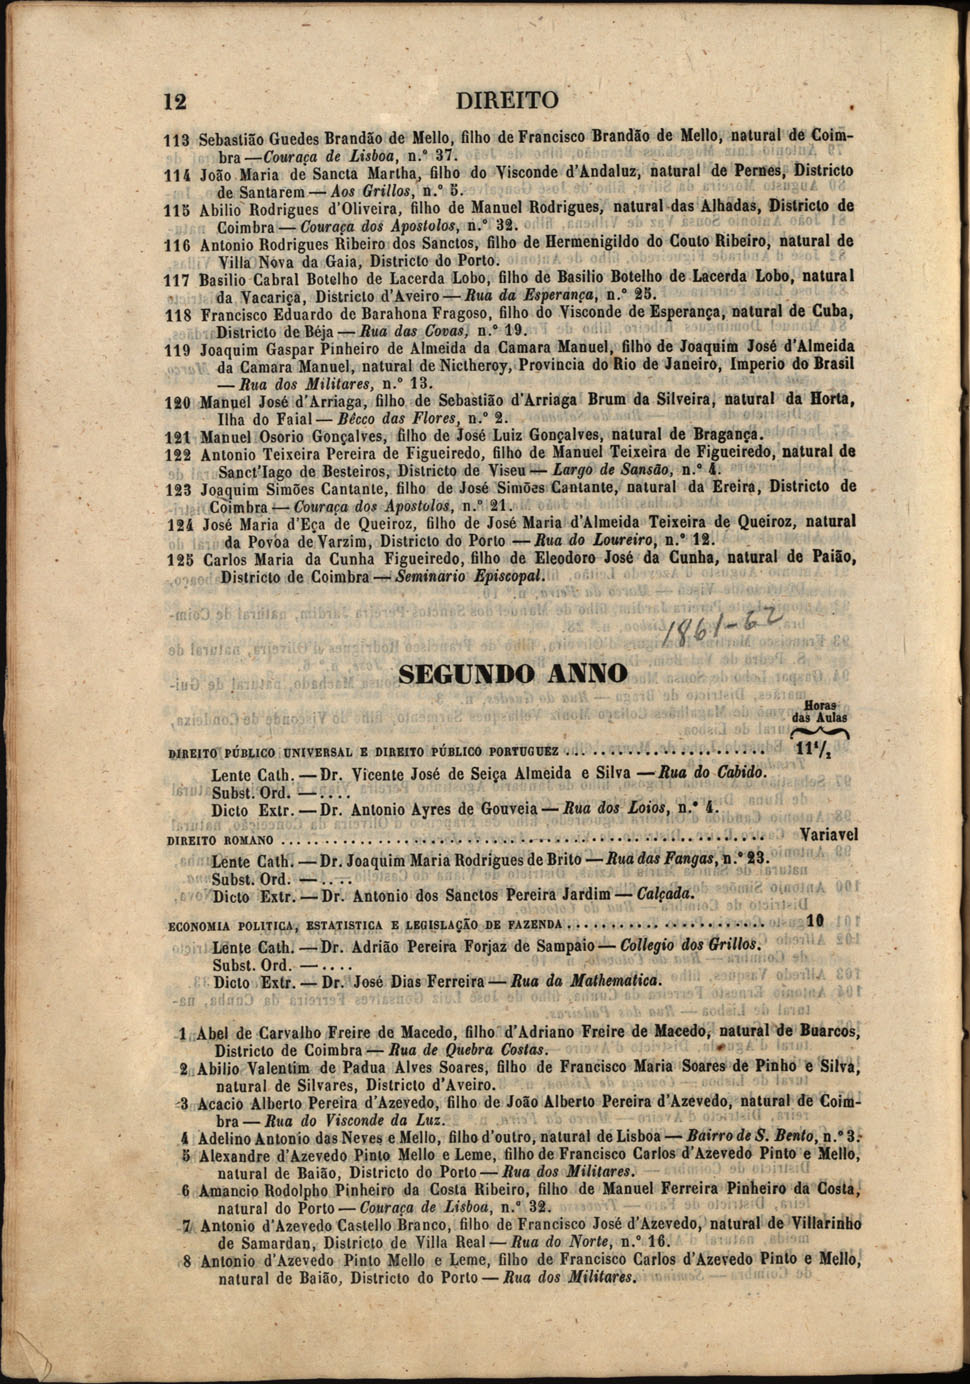 12
DIREITO
113 Sebastião Guedes Brandão de Mello, filho de Francisco Brandão de Mello, natural de Coim-
bra — Couraça de Lisboa, n.º 37.
114 João Maria de Sancta Martha, filho do Visconde d'Andaluz, natural de Pernes, Districto
de Santarem — Aos Grillos, n.º 5.
115 Abilio Rodrigues d'Oliveira, filho de Manuel Rodrigues, natural das Alhadas, Districto de
Coimbra — Couraça dos Apostolos, n.º 32.
116 Antonio Rodrigues Ribeiro dos Sanctos, filho de Hermenigildo do Couto Ribeiro, natural de
Villa Nova da Gaia, Districto do Porto.
117 Basilio Cabral Botelho de Lacerda Lobo, filho de Basilio Botelho de Lacerda Lobo, natural
da Vacariça, Districto d'Aveiro — Rua da Esperança, n.º 25.
118 Francisco Eduardo de Barahona Fragoso, filho do Visconde de Esperança, natural de Cuba,
Districto de Béja — Rua das Covas, n.º 19.
119 Joaquim Gaspar Pinheiro de Almeida da Camara Manuel, filho de Joaquim José d'Almeida
da Camara Manuel, natural de Nictheroy, Provincia do Rio de Janeiro, Imperio do Brasil
— Rua dos Militares, n.º 13.
120 Manuel José d'Arriaga, filho de Sebastião d'Arriaga Brum da Silveira, natural da Horta,
Ilha do Faial — Bêcco das Flores, n.º 2.
121 Manuel Osorio Gonçalves, filho de José Luiz Gonçalves, natural de Bragança.
122 Antonio Teixeira Pereira de Figueiredo, filho de Manuel Teixeira de Figueiredo, natural de
Sanct'Iago de Besteiros, Districto de Viseu — Largo de Sansão, n.º 4.
123 Joaquim Simões Cantante, filho de José Simões Cantante, natural da Ereira, Districto de
Coimbra — Couraça dos Apostolos, n.º 21.
124 José Maria d'Eça de Queiroz, filho de José Maria d'Almeida Teixeira de Queiroz, natural
da Povoa de Varzim, Districto do Porto — Rua do Loureiro, n.º 12.
125 Carlos Maria da Cunha Figueiredo, filho de Eleodoro José da Cunha, natural de Paião,
Districto de Coimbra — Seminario Episcopal.
1861-62
SEGUNDO ANNO
Horas
das Aulas
DIREITO PÚBLICO UNIVERSAL E DIREITO PÚBLICO PORTUGUEZ ........................ 11 1/2
Lente Cath. — Dr. Vicente José de Seiça Almeida e Silva — Rua do Cabido.
Subst. Ord. — ....
Dicto Extr. — Dr. Antonio Ayres de Gouveia — Rua dos Loios, n.º 4.
DIREITO ROMANO ........................ Variavel
Lente Cath. — Dr. Joaquim Maria Rodrigues de Brito — Rua das Fangas, n.º 23.
Subst. Ord. — ....
Dicto Extr. — Dr. Antonio dos Sanctos Pereira Jardim — Calçada.
ECONOMIA POLITICA, ESTATISTICA E LEGISLAÇÃO DE FAZENDA ........................ 10
Lente Cath. — Dr. Adrião Pereira Forjaz de Sampaio — Collegio dos Grillos.
Subst. Ord. — ....
Dicto Extr. — Dr. José Dias Ferreira — Rua da Mathematica.
1 Abel de Carvalho Freire de Macedo, filho d'Adriano Freire de Macedo, natural de Buarcos,
Districto de Coimbra — Rua de Quebra Costas.
2 Abilio Valentim de Padua Alves Soares, filho de Francisco Maria Soares de Pinho e Silva,
natural de Silvares, Districto d'Aveiro.
3 Acacio Alberto Pereira d'Azevedo, filho de João Alberto Pereira d'Azevedo, natural de Coim-
bra — Rua do Visconde da Luz.
4 Adelino Antonio das Neves e Mello, filho d'outro, natural de Lisboa — Bairro de S. Bento, n.º 3.
5 Alexandre d'Azevedo Pinto Mello e Leme, filho de Francisco Carlos d'Azevedo Pinto e Mello,
natural de Baião, Districto do Porto — Rua dos Militares.
6 Amancio Rodolpho Pinheiro da Costa Ribeiro, filho de Manuel Ferreira Pinheiro da Costa,
natural do Porto — Couraça de Lisboa, n.º 32.
7 Antonio d'Azevedo Castello Branco, filho de Francisco José d'Azevedo, natural de Villarinho
de Samardan, Districto de Villa Real — Rua do Norte, n.º 16.
8 Antonio d'Azevedo Pinto Mello e Leme, filho de Francisco Carlos d'Azevedo Pinto e Mello,
natural de Baião, Districto do Porto — Rua dos Militares.